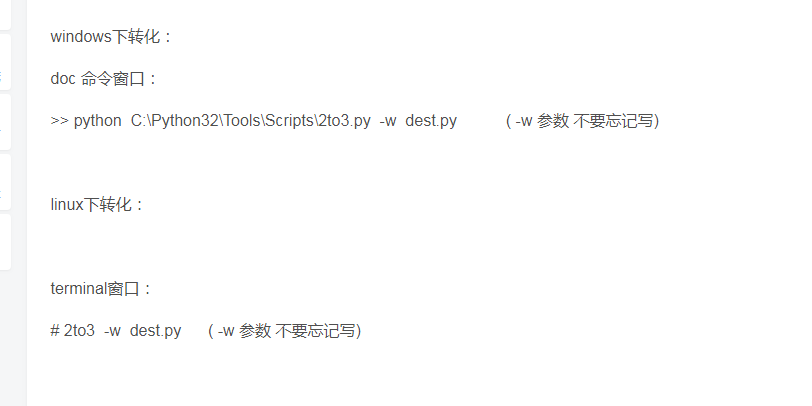 windows下转化：
doc 命令窗口：
>> python  C:\Python32\Tools\Scripts\2to3.py  -w  dest.py          ( -w 参数 不要忘记写)
linux下转化：
terminal窗口：
# 2to3  -w  dest.py      ( -w 参数 不要忘记写)